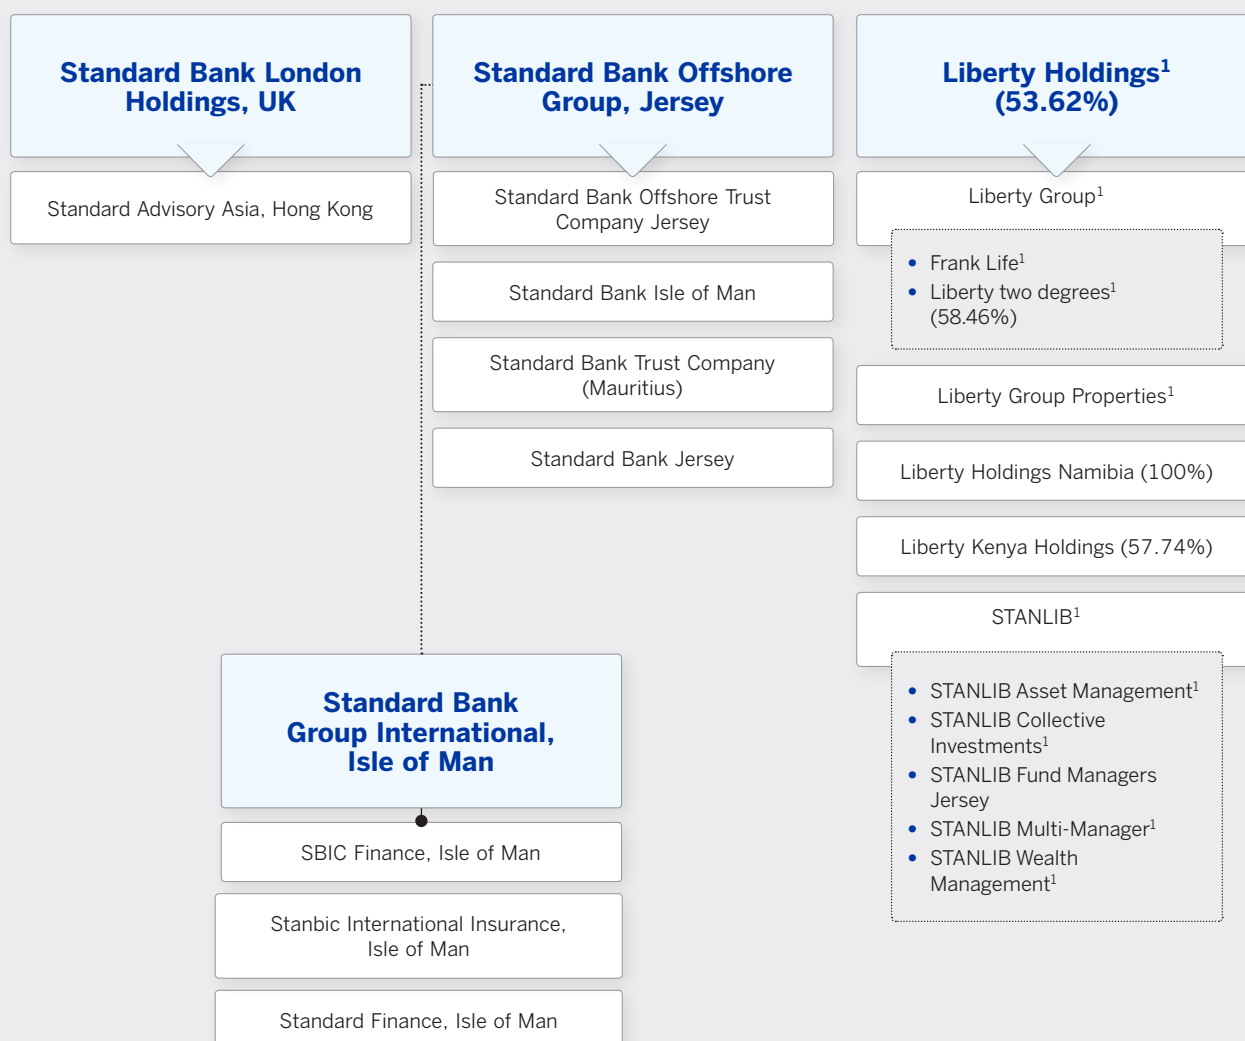 Standard Bank London
Holdings, UK
Standard Advisory Asia, Hong Kong
Standard Bank Offshore
Group, Jersey
Standard Bank Offshore Trust
Company Jersey
Standard Bank Isle of Man
Standard Bank Trust Company
(Mauritius)
Standard Bank Jersey
Standard Bank
Group International,
Isle of Man
SBIC Finance, Isle of Man
Stanbic International Insurance,
Isle of Man
Standard Finance, Isle of Man
Liberty Holdings¹
(53.62%)
Liberty Group¹
• Frank Life¹
• Liberty two degrees¹
(58.46%)
Liberty Group Properties¹
Liberty Holdings Namibia (100%)
Liberty Kenya Holdings (57.74%)
STANLIB¹
• STANLIB Asset Management¹
• STANLIB Collective
Investments¹
• STANLIB Fund Managers
Jersey
• STANLIB Multi-Manager¹
• STANLIB Wealth
Management¹